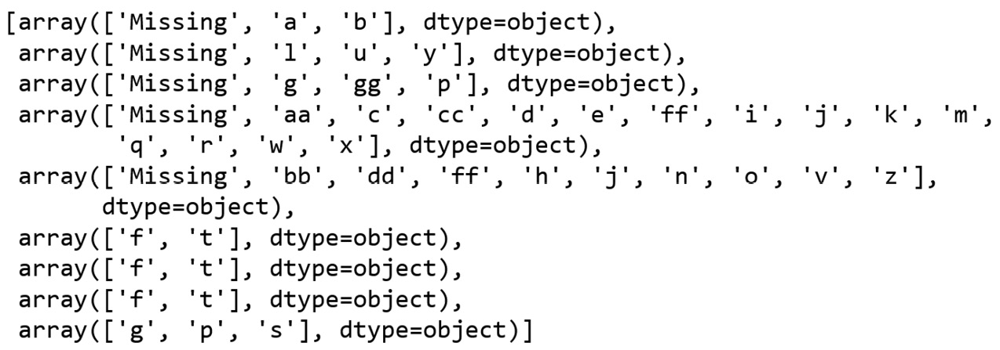 [array(['Missing', 'a', 'b'], dtype=object),
 array(['Missing', 'l', 'u', 'y'], dtype=object),
 array(['Missing', 'g', 'gg', 'p'], dtype=object),
 array(['Missing', 'aa', 'c', 'cc', 'd', 'e', 'ff', 'i', 'j', 'k', 'm',
        'q', 'r', 'w', 'x'], dtype=object),
 array(['Missing', 'bb', 'dd', 'ff', 'h', 'j', 'n', 'o', 'v', 'z'],
       dtype=object),
 array(['f', 't'], dtype=object),
 array(['f', 't'], dtype=object),
 array(['f', 't'], dtype=object),
 array(['g', 'p', 's'], dtype=object)]